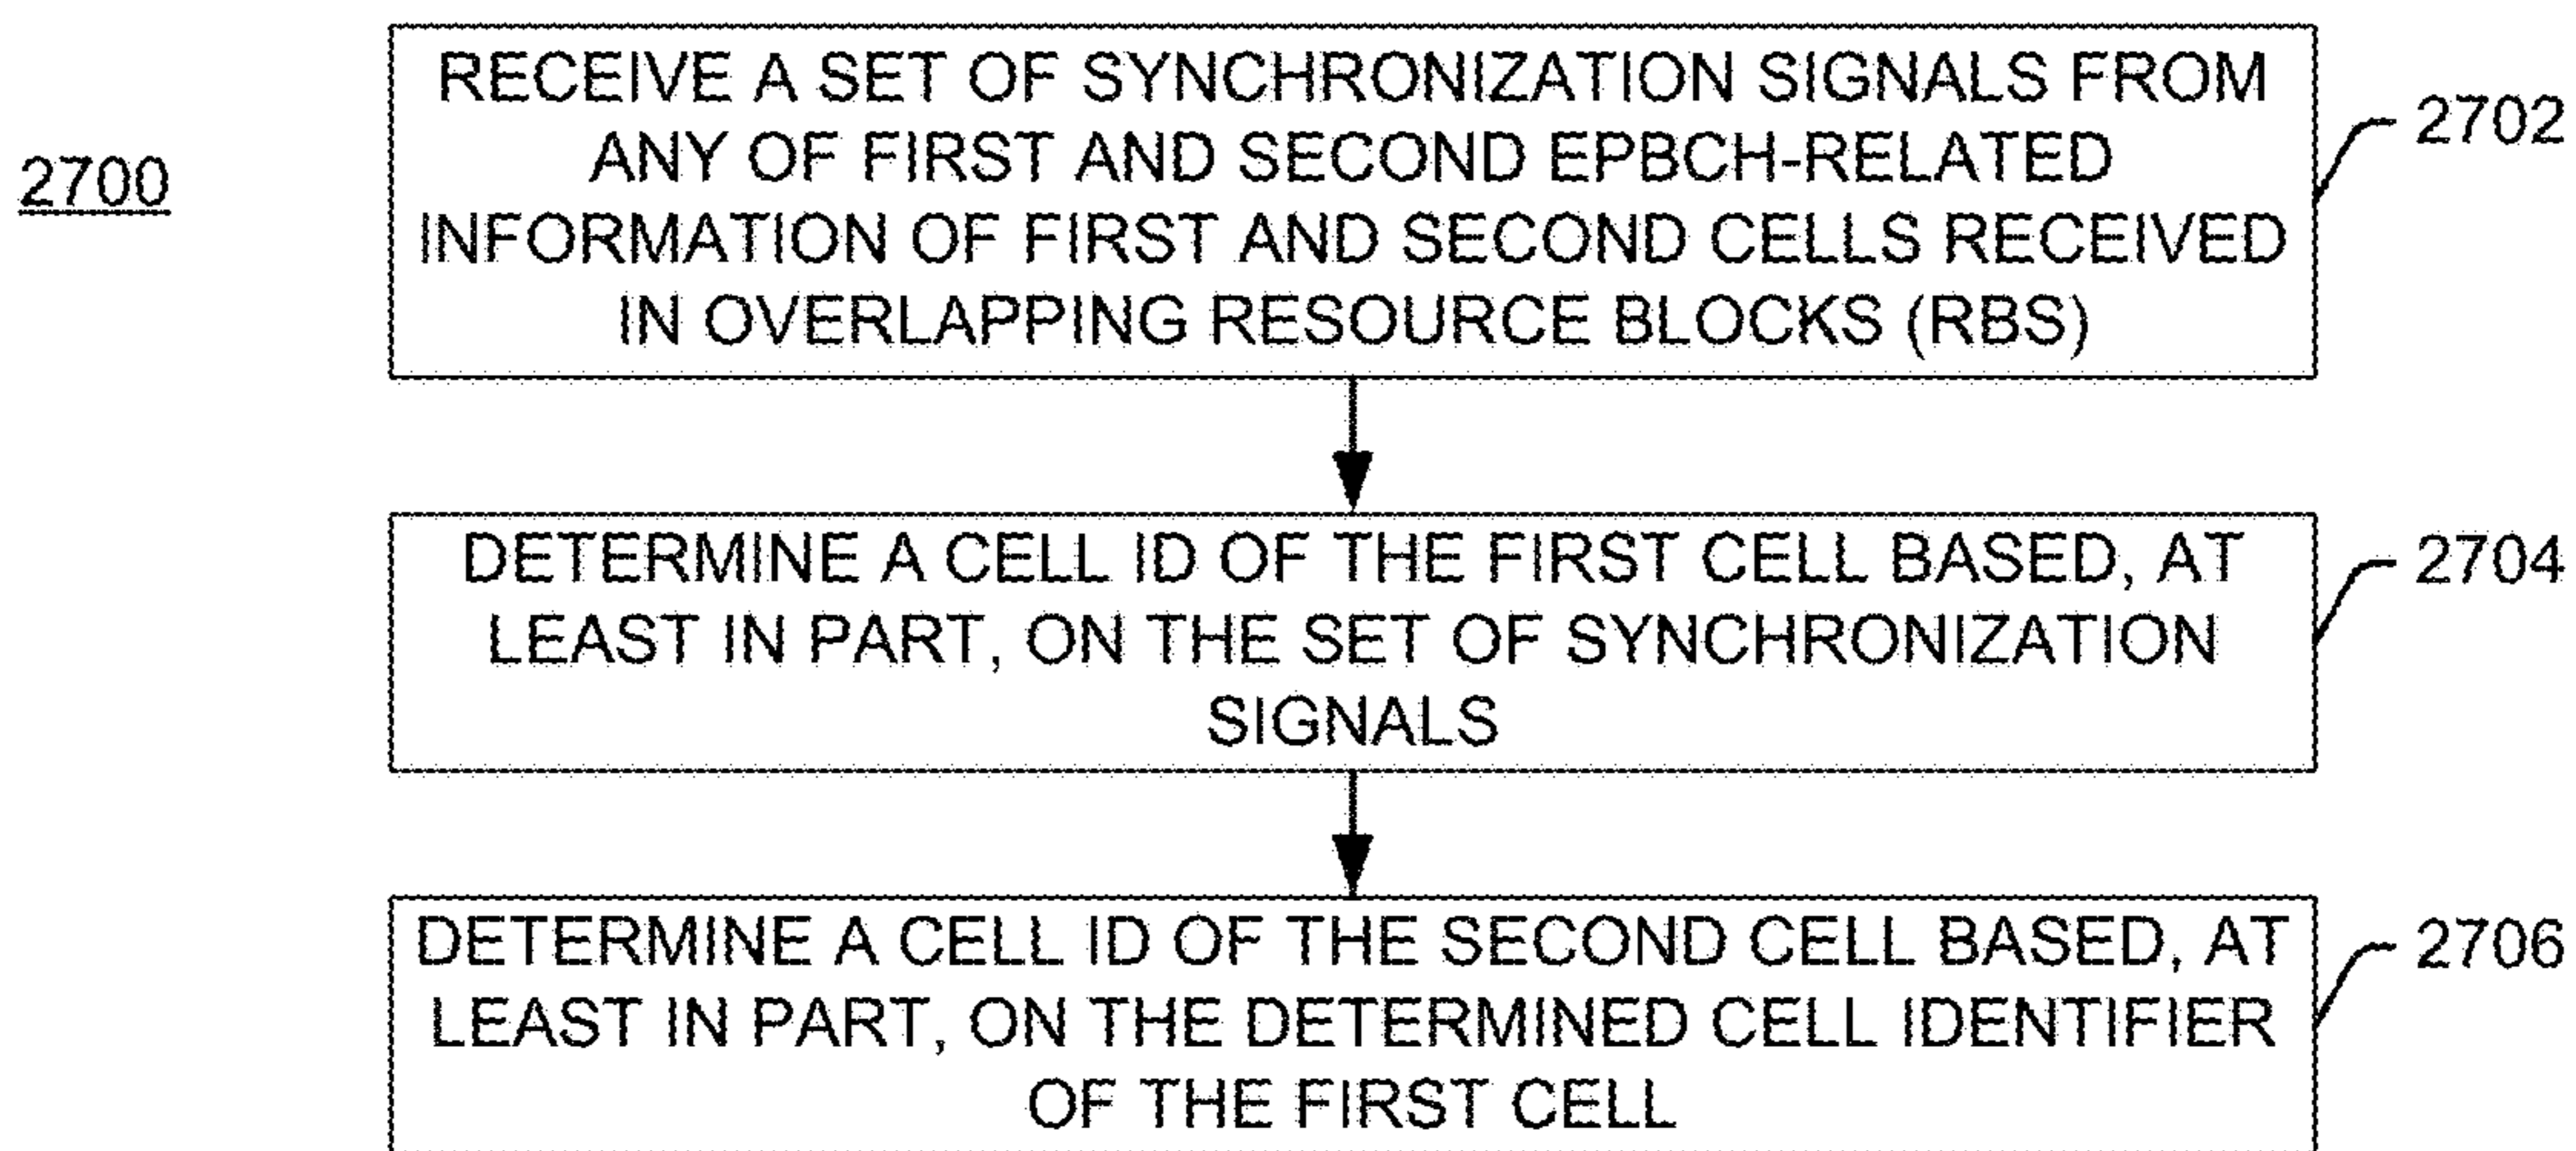 2700
RECEIVE A SET OF SYNCHRONIZATION SIGNALS FROM
ANY OF FIRST AND SECOND EPBCH-RELATED
INFORMATION OF FIRST AND SECOND CELLS RECEIVED
IN OVERLAPPING RESOURCE BLOCKS (RBS)
2702
DETERMINE A CELL ID OF THE FIRST CELL BASED, AT
LEAST IN PART, ON THE SET OF SYNCHRONIZATION
SIGNALS
2704
DETERMINE A CELL ID OF THE SECOND CELL BASED, AT
LEAST IN PART, ON THE DETERMINED CELL IDENTIFIER
OF THE FIRST CELL
2706